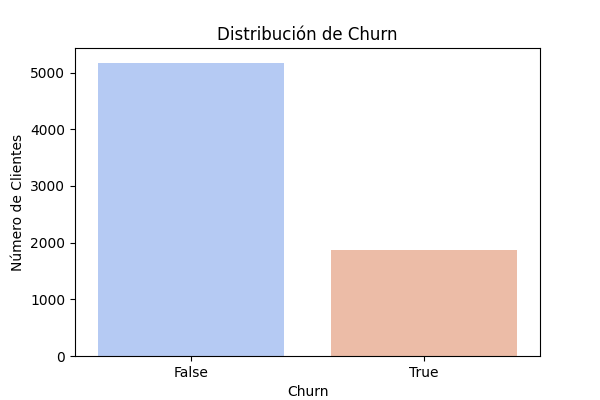 Distribución de Churn
Número de Clientes
5000
4000
3000
2000
1000
0
False
True
Churn